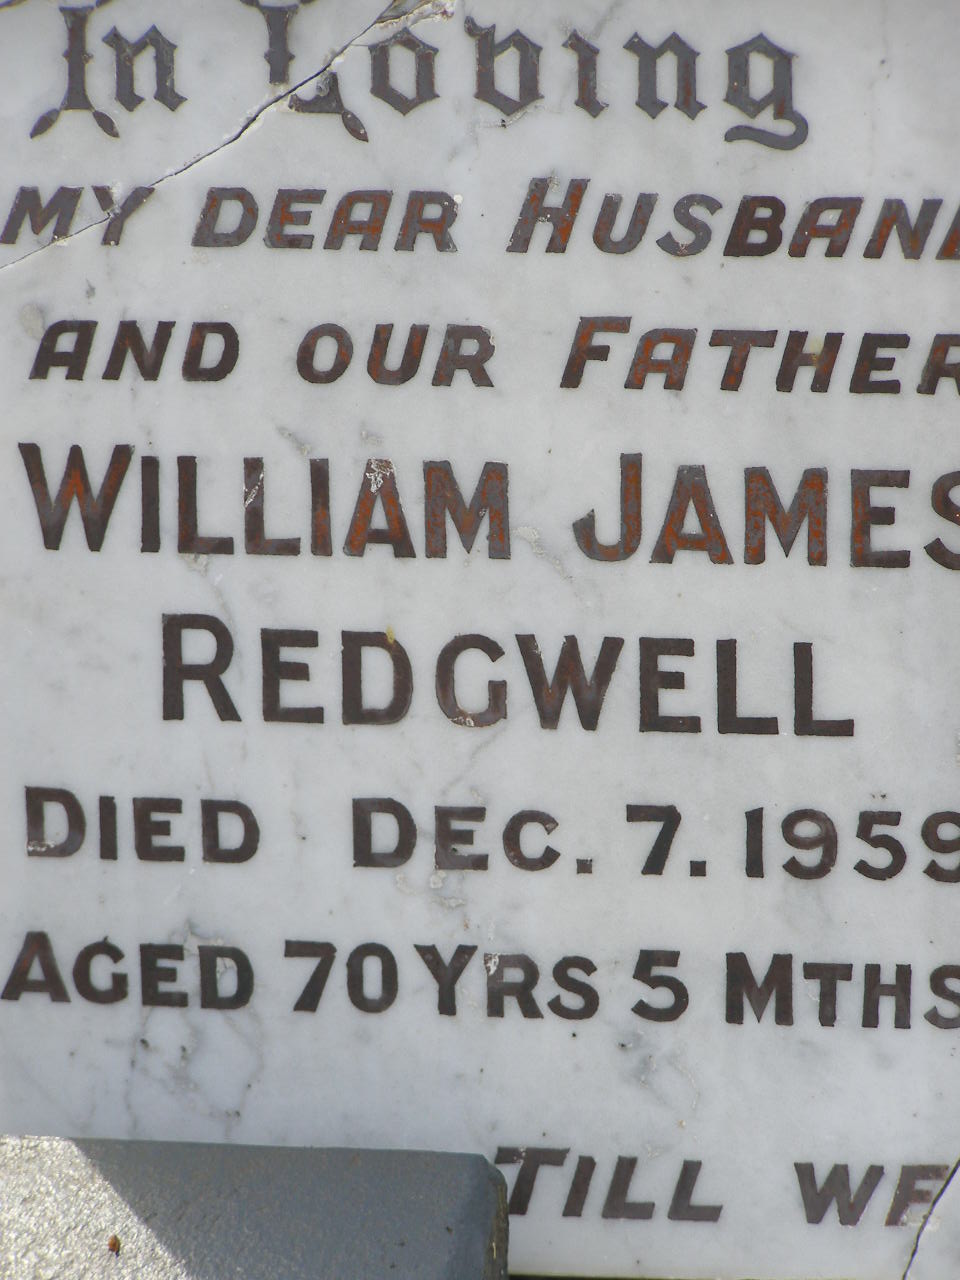 In Loving
MY DEAR HUSBAND
AND OUR FATHER
WILLIAM JAMES
REDGWELL
DIED DEC. 7. 1959
AGED 70 YRS 5 MTHS
TILL WE